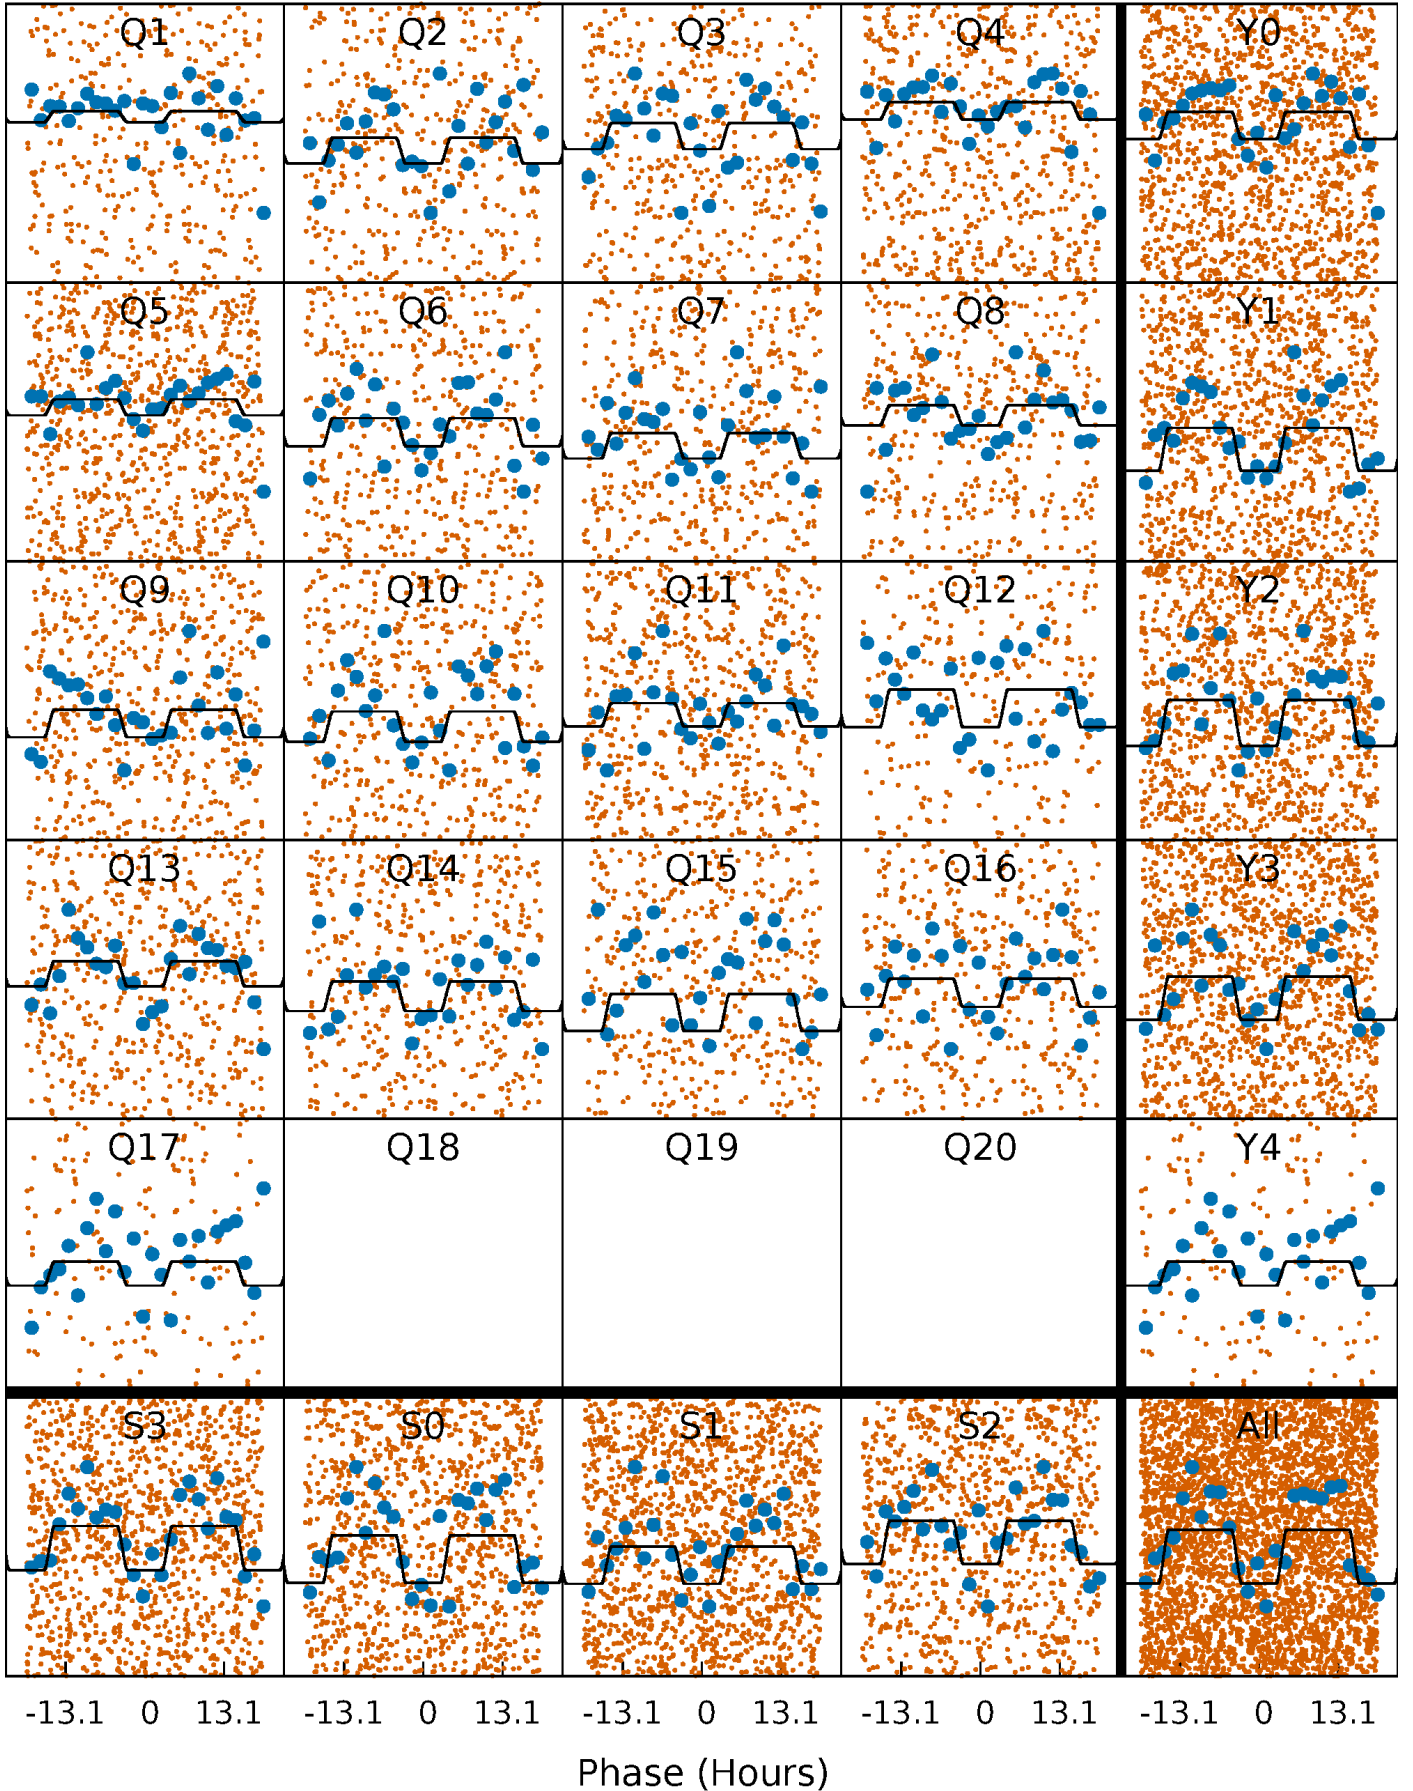 Q1 Q2 Q3 Q4 Y0
Q5 Q6 Q7 Q8 Y1
Q9 Q10 Q11 Q12 Y2
Q13 Q14 Q15 Q16 Y3
Q17 Q18 Q19 Q20 Y4
S3 S0 S1 S2 All
-13.1 0 13.1 -13.1 0 13.1 -13.1 0 13.1 -13.1 0 13.1 -13.1 0 13.1
Phase (Hours)